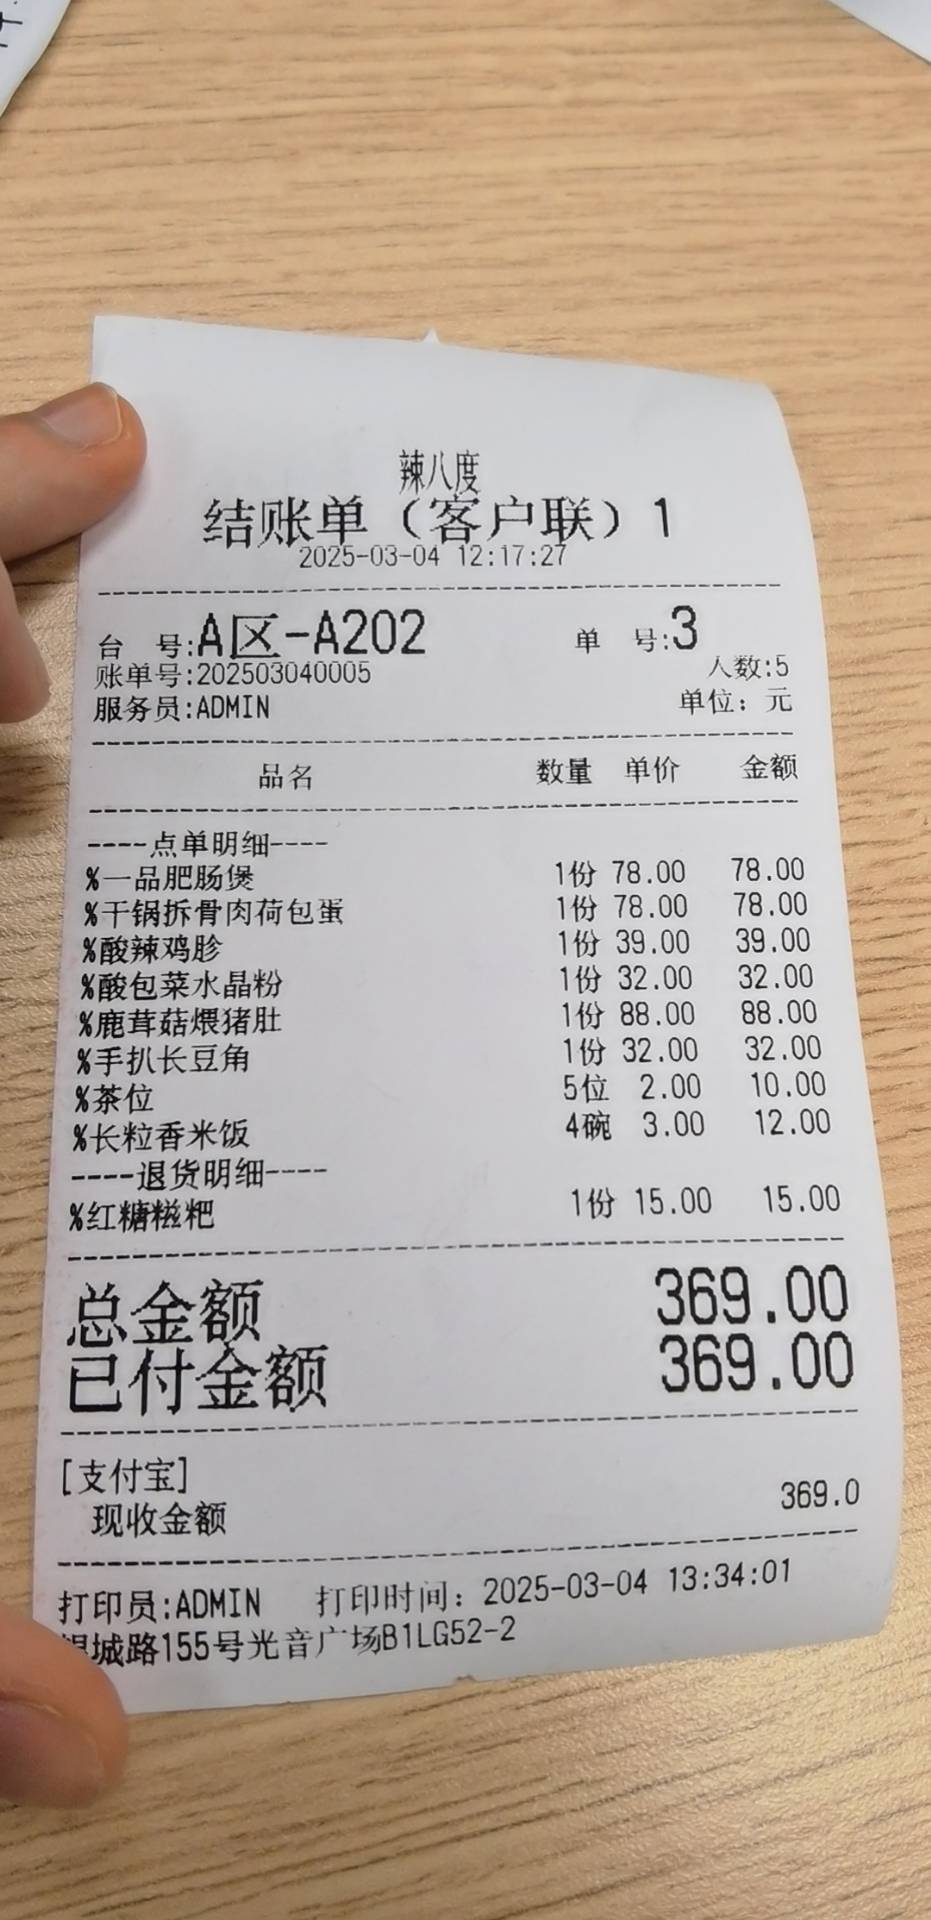 辣八度
结账单（客户联）1
2025-03-04 12:17:27
台 号:A区-A202 单 号:3
账单号:202503040005 人数:5
服务员:ADMIN 单位：元
品名 数量 单价 金额
----点单明细----
%一品肥肠煲 1份 78.00 78.00
%干锅拆骨肉荷包蛋 1份 78.00 78.00
%酸辣鸡胗 1份 39.00 39.00
%酸包菜水晶粉 1份 32.00 32.00
%鹿茸菇煨猪肚 1份 88.00 88.00
%手扒长豆角 1份 32.00 32.00
%茶位 5位 2.00 10.00
%长粒香米饭 4碗 3.00 12.00
----退货明细----
%红糖糍粑 1份 15.00 15.00
总金额 369.00
已付金额 369.00
[支付宝]
现收金额 369.0
打印员:ADMIN 打印时间：2025-03-04 13:34:01
城路155号光音广场B1LG52-2